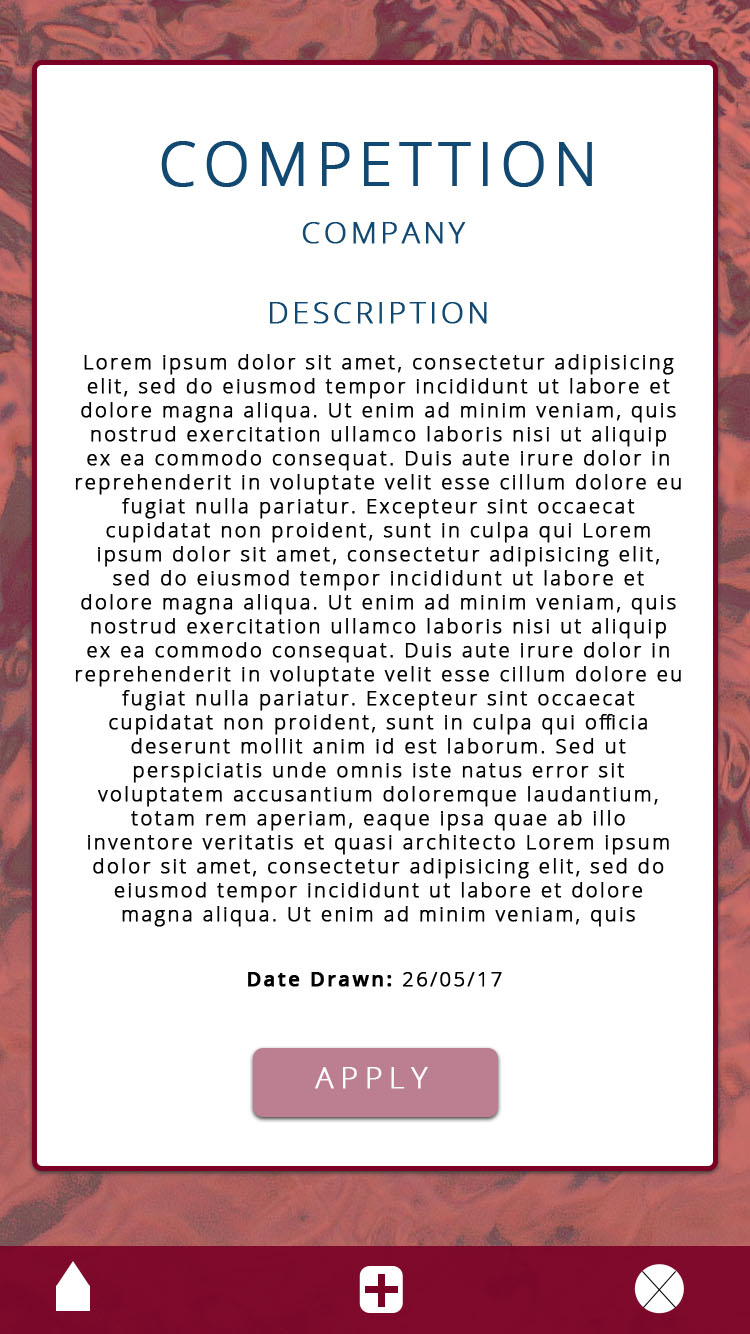 COMPETTION
COMPANY
DESCRIPTION
Lorem ipsum dolor sit amet, consectetur adipisicing
elit, sed do eiusmod tempor incididunt ut labore et
dolore magna aliqua. Ut enim ad minim veniam, quis
nostrud exercitation ullamco laboris nisi ut aliquip
ex ea commodo consequat. Duis aute irure dolor in
reprehenderit in voluptate velit esse cillum dolore eu
fugiat nulla pariatur. Excepteur sint occaecat
cupidatat non proident, sunt in culpa qui Lorem
ipsum dolor sit amet, consectetur adipisicing elit,
sed do eiusmod tempor incididunt ut labore et
dolore magna aliqua. Ut enim ad minim veniam, quis
nostrud exercitation ullamco laboris nisi ut aliquip
ex ea commodo consequat. Duis aute irure dolor in
reprehenderit in voluptate velit esse cillum dolore eu
fugiat nulla pariatur. Excepteur sint occaecat
cupidatat non proident, sunt in culpa qui officia
deserunt mollit anim id est laborum. Sed ut
perspiciatis unde omnis iste natus error sit
voluptatem accusantium doloremque laudantium,
totam rem aperiam, eaque ipsa quae ab illo
inventore veritatis et quasi architecto Lorem ipsum
dolor sit amet, consectetur adipisicing elit, sed do
eiusmod tempor incididunt ut labore et dolore
magna aliqua. Ut enim ad minim veniam, quis
Date Drawn: 26/05/17
APPLY